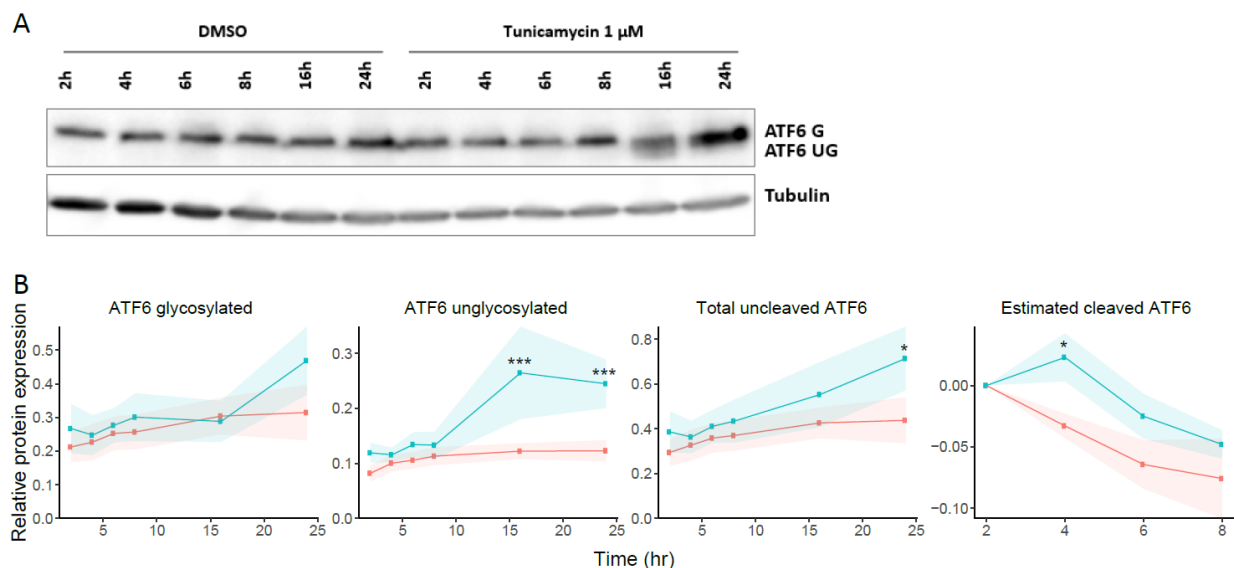 A
DMSO Tunicamycin 1 µM
2h 4h 6h 8h 16h 24h 2h 4h 6h 8h 16h 24h
ATF6 G
ATF6 UG
Tubulin
B
ATF6 glycosylated ATF6 unglycosylated Total uncleaved ATF6 Estimated cleaved ATF6
Relative protein expression
0.5
0.4
0.3
0.2
0.1
0.0
5 10 15 20 25
0.3
0.2
0.1
0.0
*** ***
5 10 15 20 25
0.8
0.6
0.4
0.2
0.0
*
5 10 15 20 25
0.00
−0.05
−0.10
*
2 4 6 8
Time (hr)